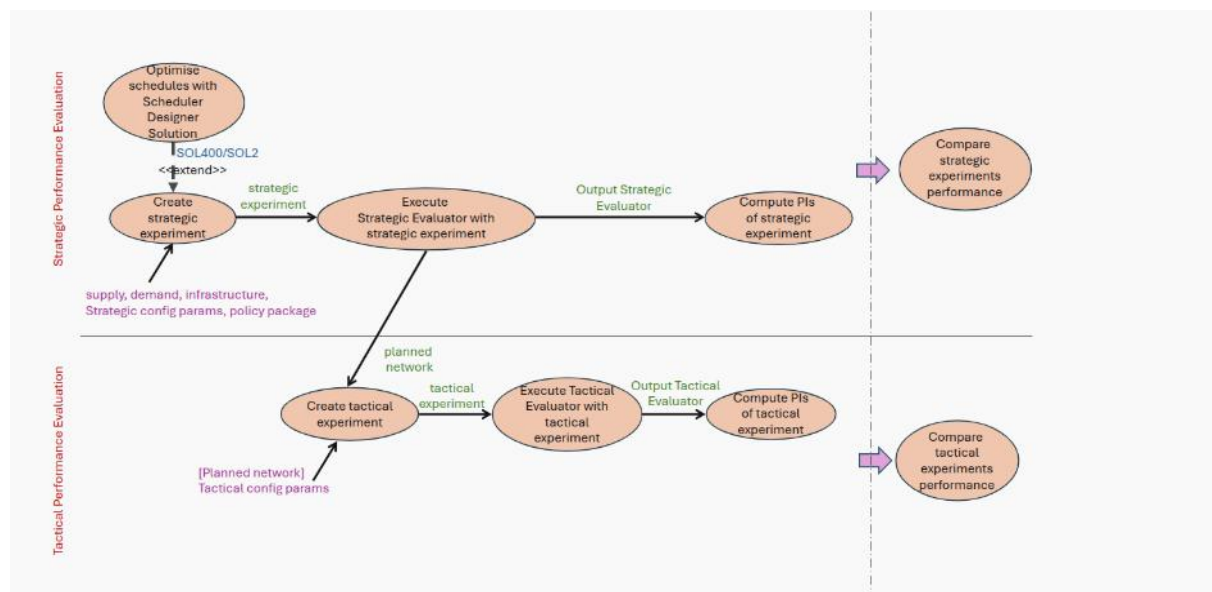 Strategic Performance Evaluation
Optimise
schedules with
Scheduler
Designer
Solution
SOL400/SOL2
<<extend>>
Create
strategic
experiment
strategic
experiment
Execute
Strategic Evaluator with
strategic experiment
Output Strategic
Evaluator
Compute PIs
of strategic
experiment
Compare
strategic
experiments
performance
supply, demand, infrastructure,
Strategic config params, policy package
Tactical Performance Evaluation
planned
network
Create tactical
experiment
tactical
experiment
Execute Tactical
Evaluator with
tactical
experiment
Output Tactical
Evaluator
Compute PIs
of tactical
experiment
Compare
tactical
experiments
performance
[Planned network]
Tactical config params